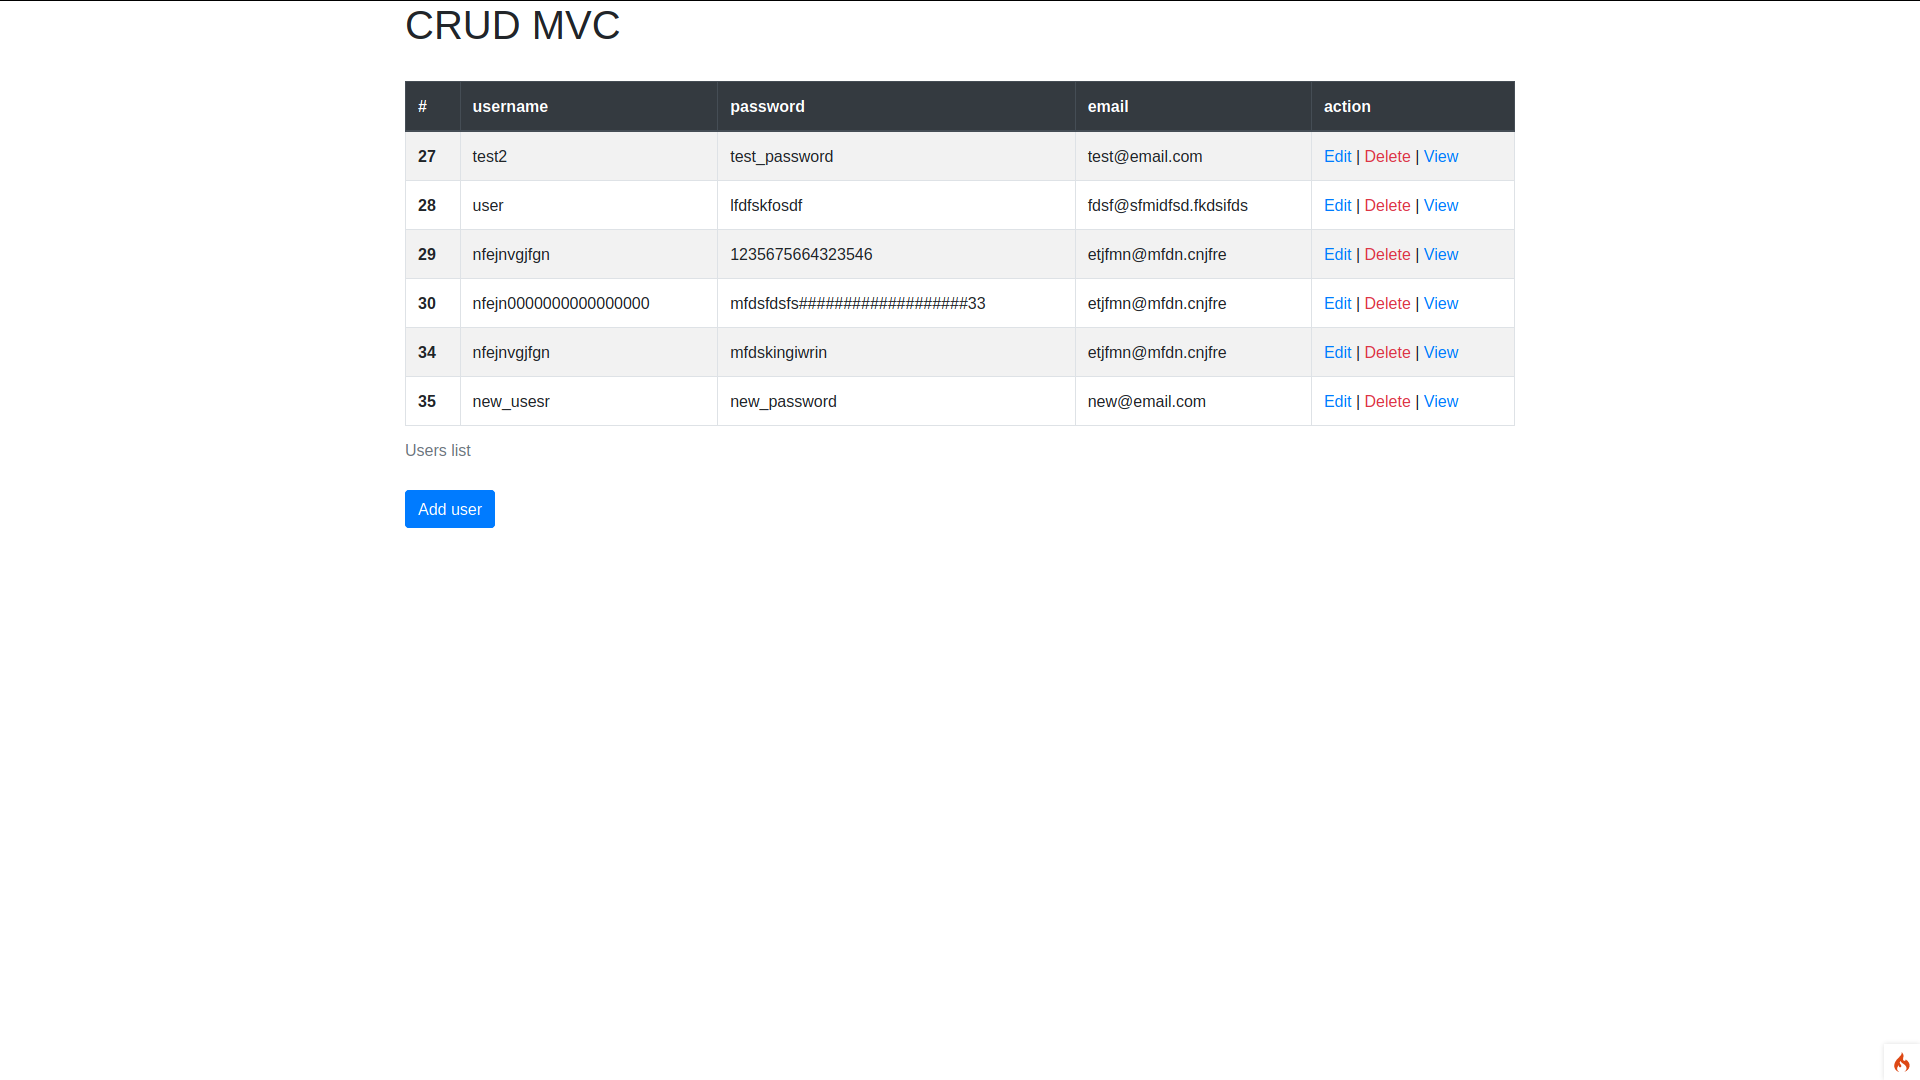 CRUD MVC
# username password email action
27 test2 test_password test@email.com Edit | Delete | View
28 user lfdfskfosdf fdsf@sfmidfsd.fkdsifds Edit | Delete | View
29 nfejnvgjfgn 1235675664323546 etjfmn@mfdn.cnjfre Edit | Delete | View
30 nfejn0000000000000000 mfdsfdsfs###################33 etjfmn@mfdn.cnjfre Edit | Delete | View
34 nfejnvgjfgn mfdskingiwrin etjfmn@mfdn.cnjfre Edit | Delete | View
35 new_usesr new_password new@email.com Edit | Delete | View
Users list
Add user